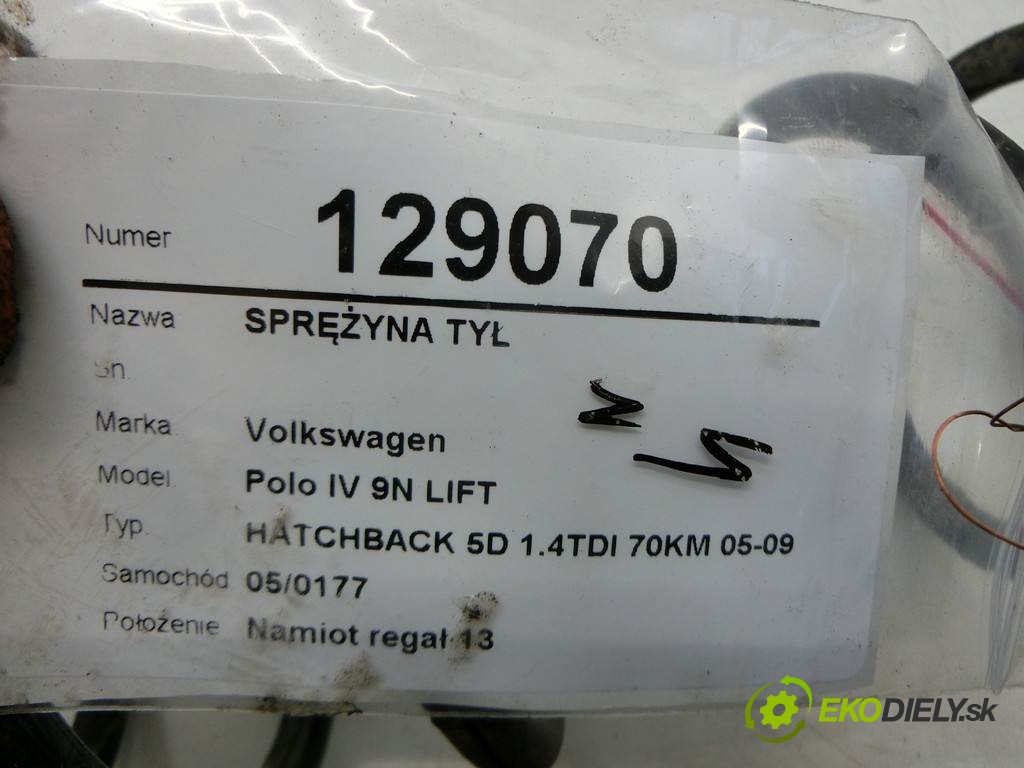 Numer 129070
Nazwa SPRĘŻYNA TYŁ
Sn.
Marka Volkswagen
Model Polo IV 9N LIFT
Typ HATCHBACK 5D 1.4TDI 70KM 05-09
Samochód 05/0177
Położenie Namiot regał 13
EKODIELY.sk